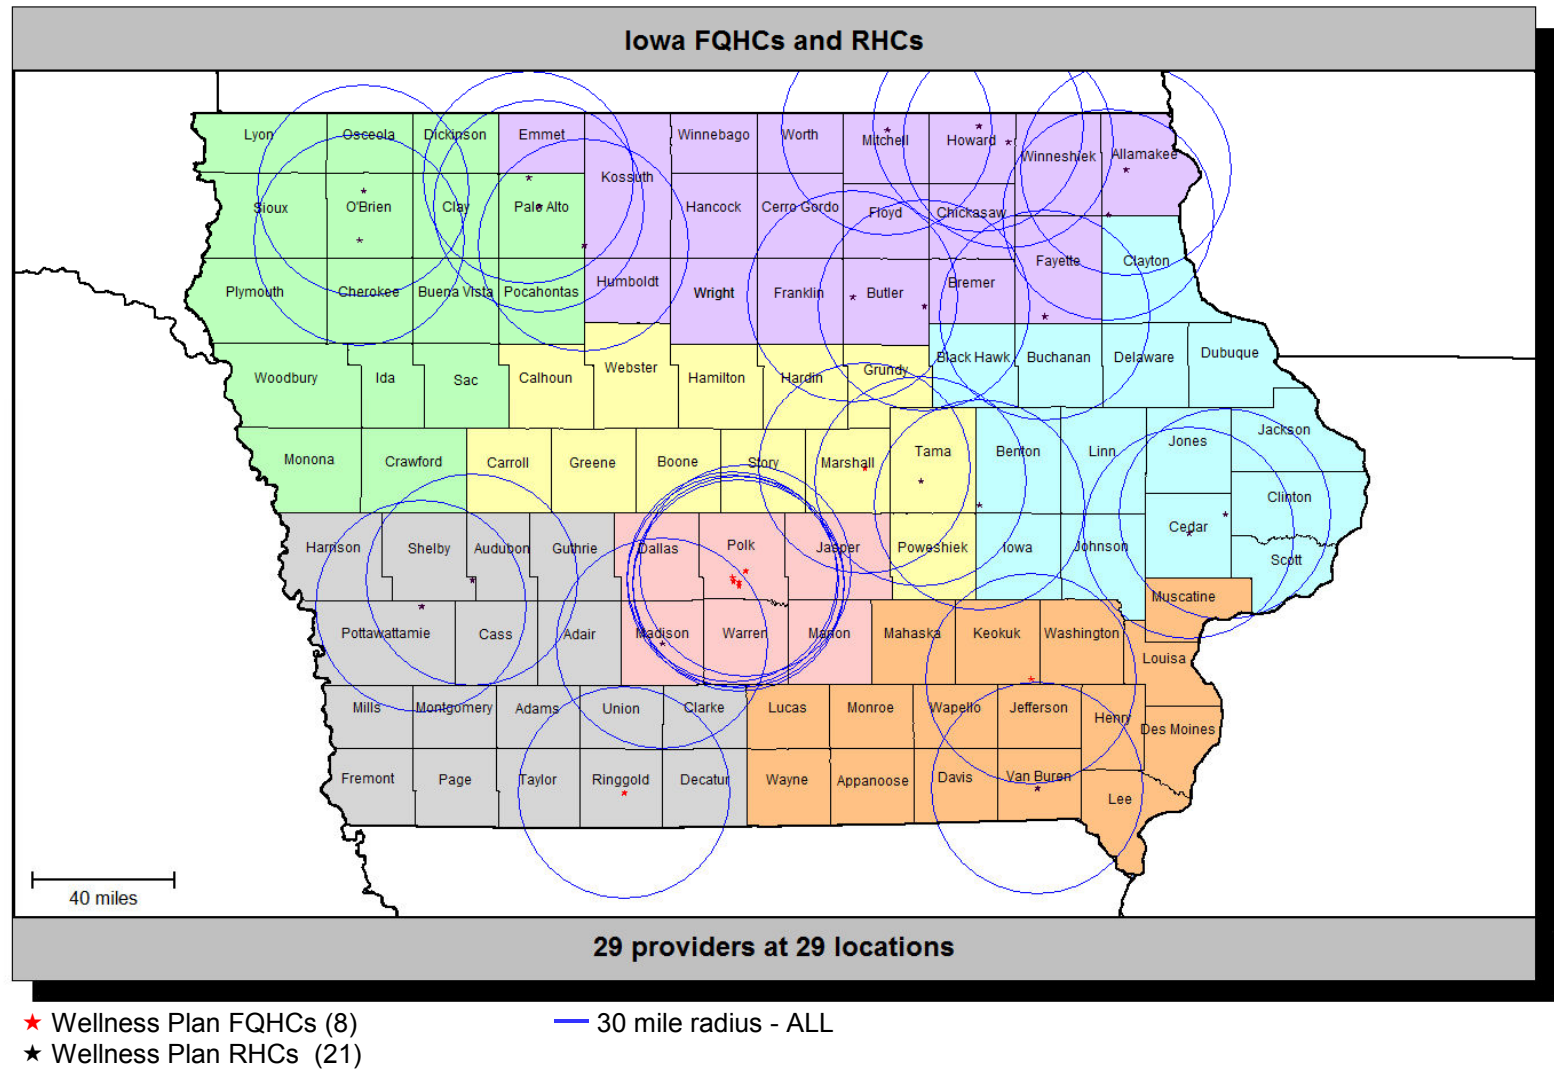 Iowa FQHCs and RHCs
Lyon Osceola Dickinson Emmet Winnebago Worth Mitchell Howard Winneshiek Allamakee
Kossuth
Sioux O'Brien Clay Palo Alto Hancock Cerro Gordo Floyd Chickasaw
Fayette Clayton
Plymouth Cherokee Buena Vista Pocahontas Humboldt Wright Franklin Butler Bremer
Woodbury Ida Sac Calhoun Webster Hamilton Hardin Grundy Black Hawk Buchanan Delaware Dubuque
Monona Crawford Carroll Greene Boone Story Marshall Tama Benton Linn Jones Jackson
Clinton
Harrison Shelby Audubon Guthrie Dallas Polk Jasper Poweshiek Iowa Johnson Cedar Scott
Muscatine
Pottawattamie Cass Adair Madison Warren Marion Mahaska Keokuk Washington Louisa
Mills Montgomery Adams Union Clarke Lucas Monroe Wapello Jefferson Henry Des Moines
Fremont Page Taylor Ringgold Decatur Wayne Appanoose Davis Van Buren Lee
40 miles
29 providers at 29 locations
Wellness Plan FQHCs (8) 30 mile radius - ALL
Wellness Plan RHCs (21)